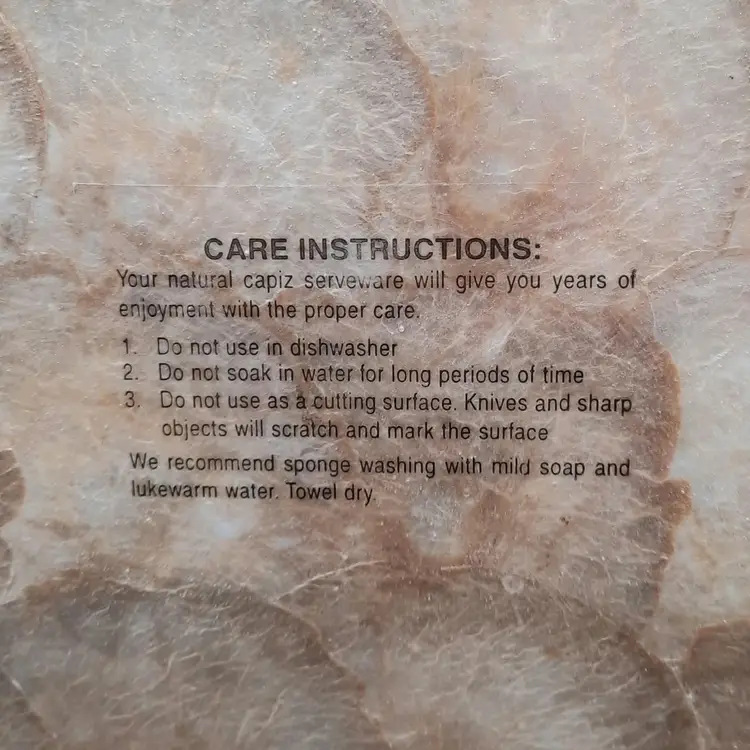 CARE INSTRUCTIONS:
Your natural capiz serveware will give you years of
enjoyment with the proper care.
1. Do not use in dishwasher
2. Do not soak in water for long periods of time
3. Do not use as a cutting surface. Knives and sharp
objects will scratch and mark the surface
We recommend sponge washing with mild soap and
lukewarm water. Towel dry.